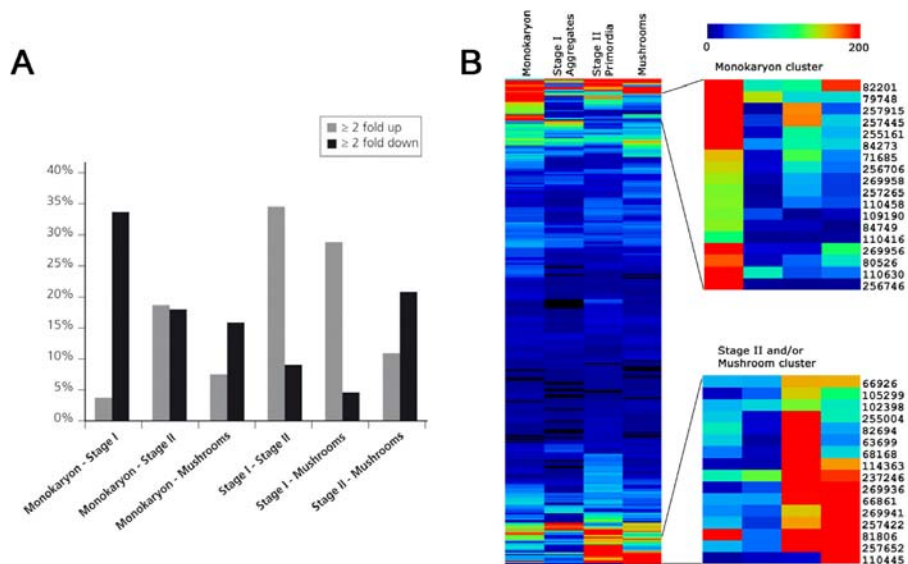 A
≥ 2 fold up
≥ 2 fold down
40%
35%
30%
25%
20%
15%
10%
5%
0%
Monokaryon - Stage I
Monokaryon - Stage II
Monokaryon - Mushrooms
Stage I - Stage II
Stage I - Mushrooms
Stage II - Mushrooms
B
Monokaryon
Stage I
Aggregates
Stage II
Primordia
Mushrooms
0
200
Monokaryon cluster
82201
79748
257915
257445
255161
84273
71685
256706
269958
257265
110458
109190
84749
110416
269956
80526
110630
256746
Stage II and/or
Mushroom cluster
66926
105299
102398
255004
82694
63699
68168
114363
237246
269936
66861
269941
257422
81806
257652
110445